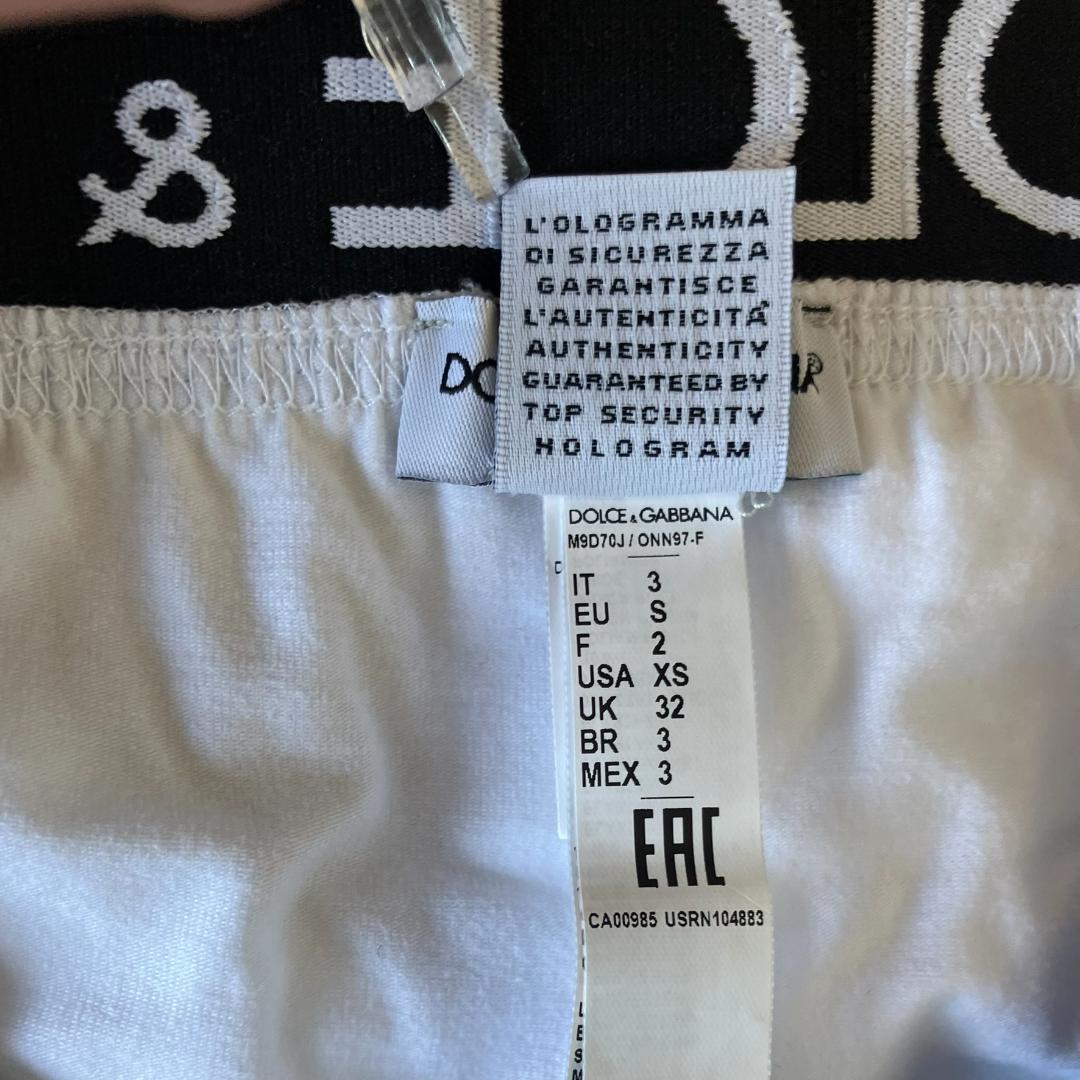 &
L'OLOGRAMMA
DI SICUREZZA
GARANTISCE
L'AUTENTICITÀ
AUTHENTICITY
GUARANTEED BY
TOP SECURITY
HOLOGRAM
DOLCE & GABBANA
M9D70J / ONN97-F
IT 3
EU S
F 2
USA XS
UK 32
BR 3
MEX 3
EAC
CA00985 USRN104883